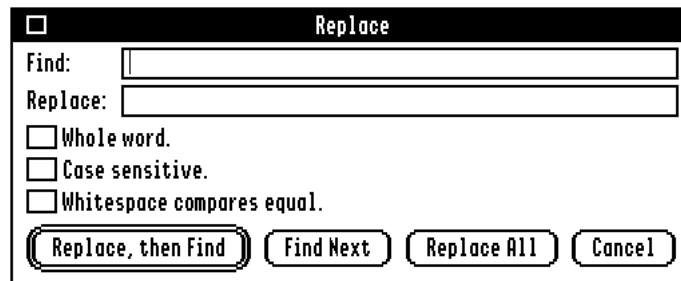 Replace
Find:
Replace:
Whole word.
Case sensitive.
Whitespace compares equal.
Replace, then Find Find Next Replace All Cancel